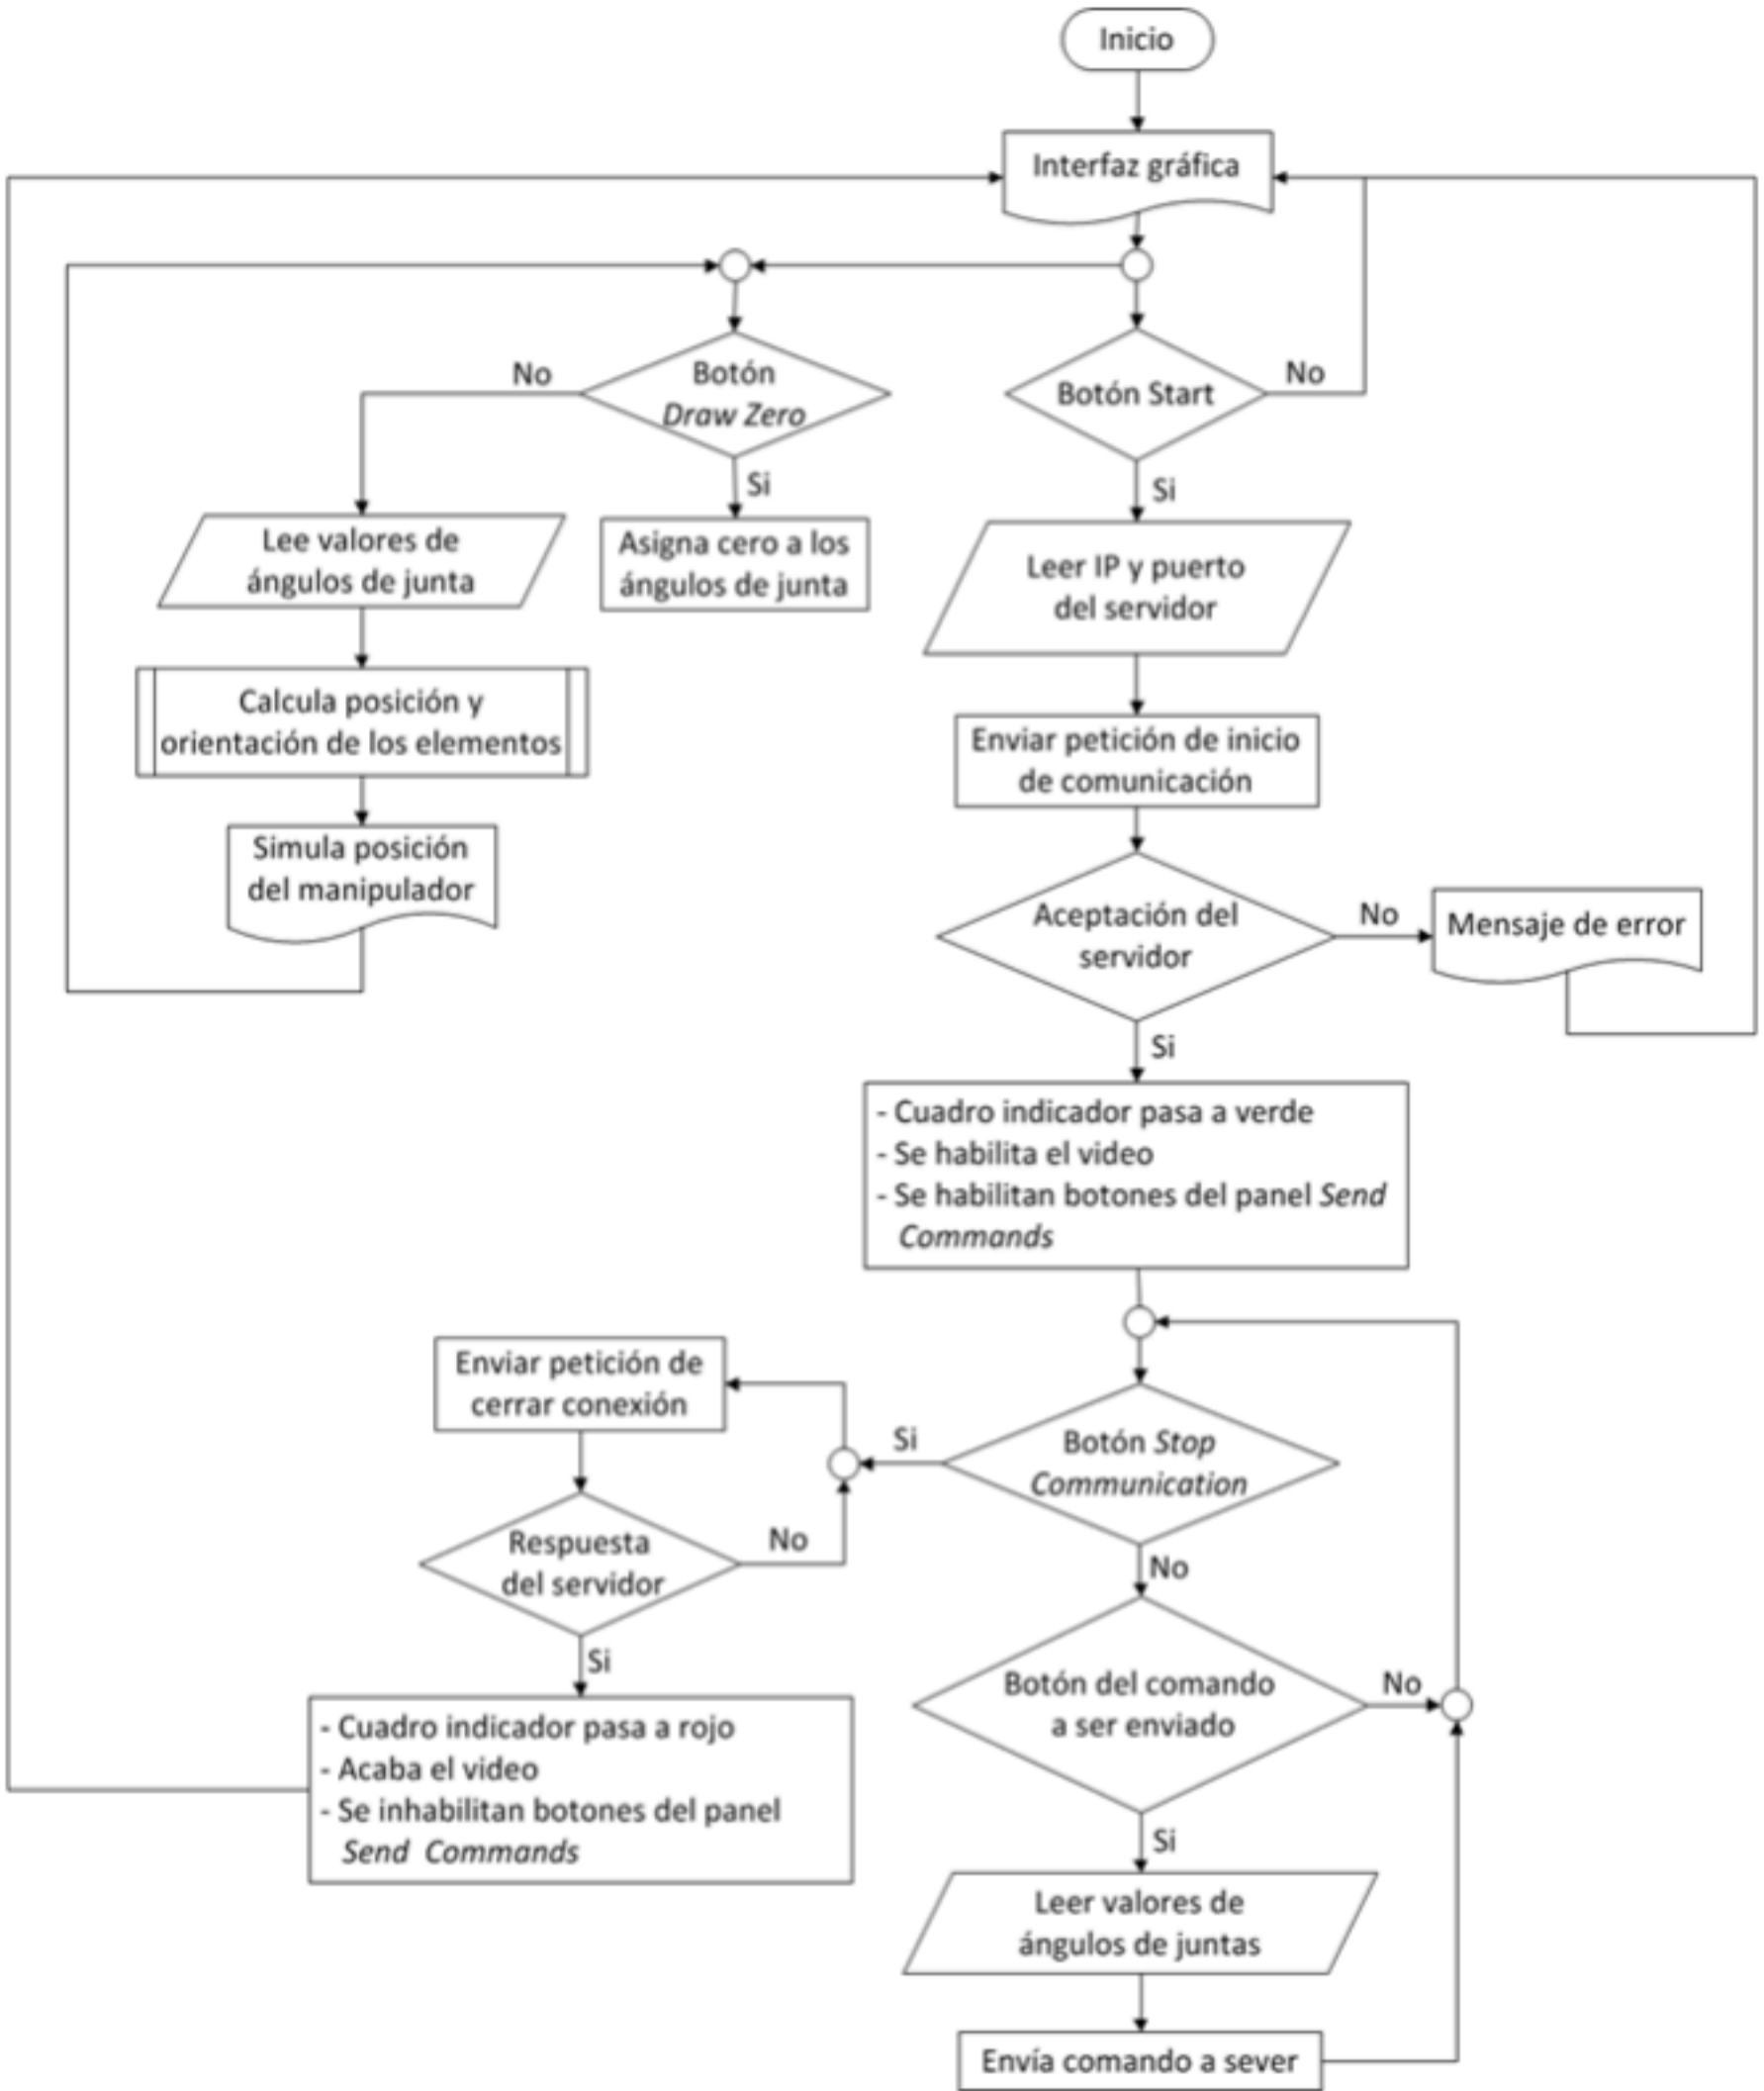 Inicio
Interfaz gráfica
No
Botón
Draw Zero
Botón Start
No
Si
Si
Lee valores de
ángulos de junta
Asigna cero a los
ángulos de junta
Leer IP y puerto
del servidor
Calcula posición y
orientación de los elementos
Enviar petición de inicio
de comunicación
Simula posición
del manipulador
Aceptación del
servidor
No
Mensaje de error
Si
- Cuadro indicador pasa a verde
- Se habilita el video
- Se habilitan botones del panel Send
Commands
Enviar petición de
cerrar conexión
Si
Botón Stop
Communication
Respuesta
del servidor
No
No
Si
Botón del comando
a ser enviado
No
- Cuadro indicador pasa a rojo
- Acaba el video
- Se inhabilitan botones del panel
Send Commands
Si
Leer valores de
ángulos de juntas
Envía comando a sever